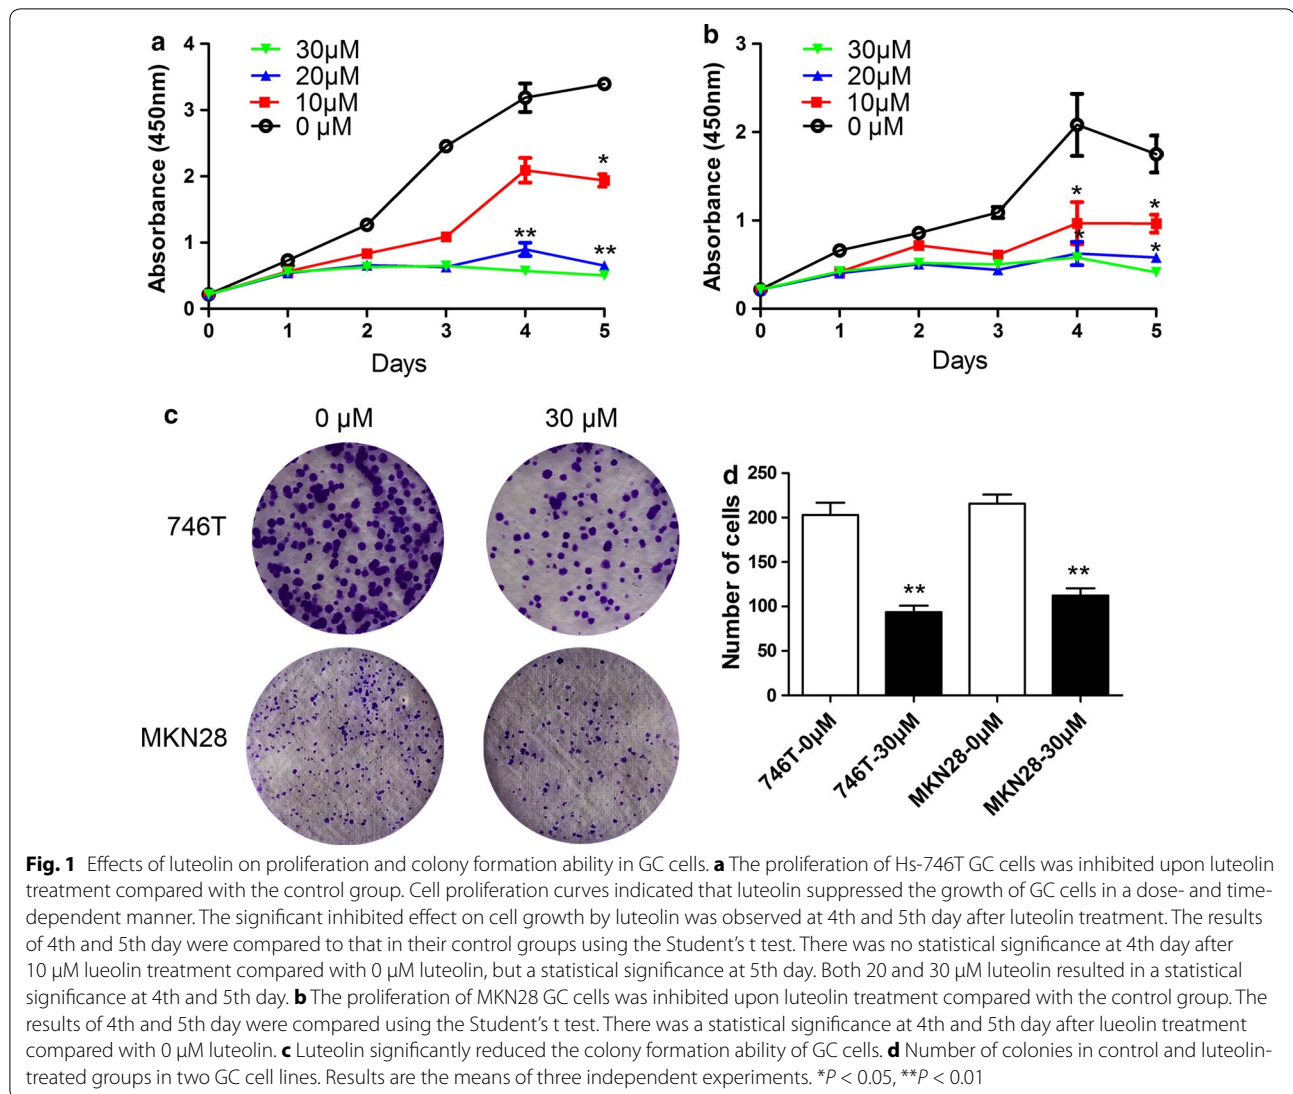 a
4
3
2
1
0
Absorbance (450nm)
30µM
20µM
10µM
0 µM
*
**
**
0 1 2 3 4 5
Days
b
3
2
1
0
Absorbance (450nm)
30µM
20µM
10µM
0 µM
*
*
*
*
0 1 2 3 4 5
Days
c
0 µM 30 µM
746T
MKN28
d
250
200
150
100
50
0
Number of cells
**
**
746T-0µM
746T-30µM
MKN28-0µM
MKN28-30µM
Fig. 1 Effects of luteolin on proliferation and colony formation ability in GC cells. a The proliferation of Hs-746T GC cells was inhibited upon luteolin
treatment compared with the control group. Cell proliferation curves indicated that luteolin suppressed the growth of GC cells in a dose- and time-
dependent manner. The significant inhibited effect on cell growth by luteolin was observed at 4th and 5th day after luteolin treatment. The results
of 4th and 5th day were compared to that in their control groups using the Student’s t test. There was no statistical significance at 4th day after
10 µM lueolin treatment compared with 0 µM luteolin, but a statistical significance at 5th day. Both 20 and 30 µM luteolin resulted in a statistical
significance at 4th and 5th day. b The proliferation of MKN28 GC cells was inhibited upon luteolin treatment compared with the control group. The
results of 4th and 5th day were compared using the Student’s t test. There was a statistical significance at 4th and 5th day after lueolin treatment
compared with 0 µM luteolin. c Luteolin significantly reduced the colony formation ability of GC cells. d Number of colonies in control and luteolin-
treated groups in two GC cell lines. Results are the means of three independent experiments. *P < 0.05, **P < 0.01